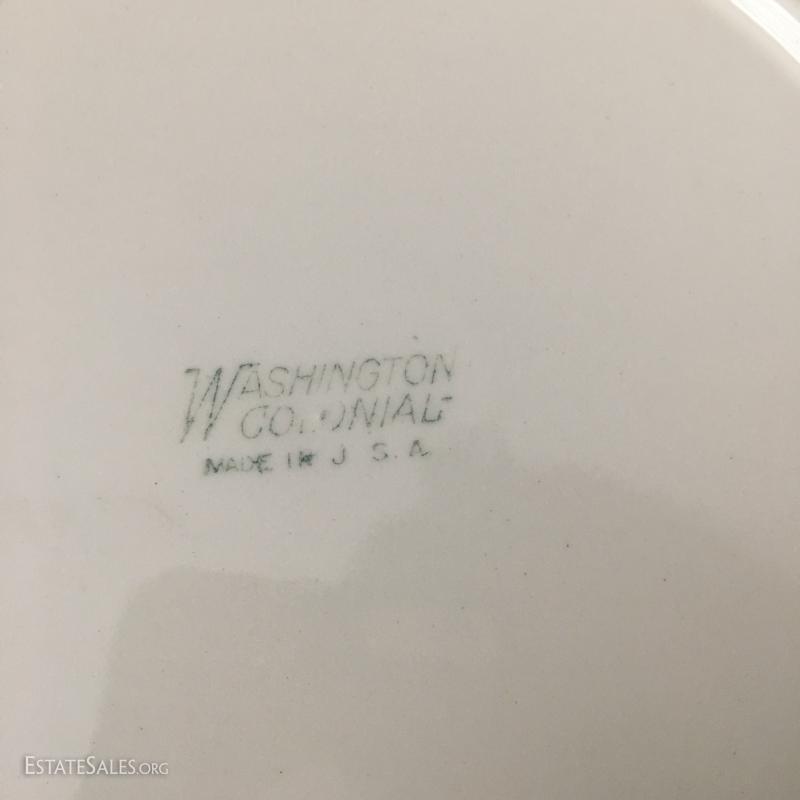 WASHINGTON
COLONIAL
MADE IN U.S.A.
ESTATESALES.ORG